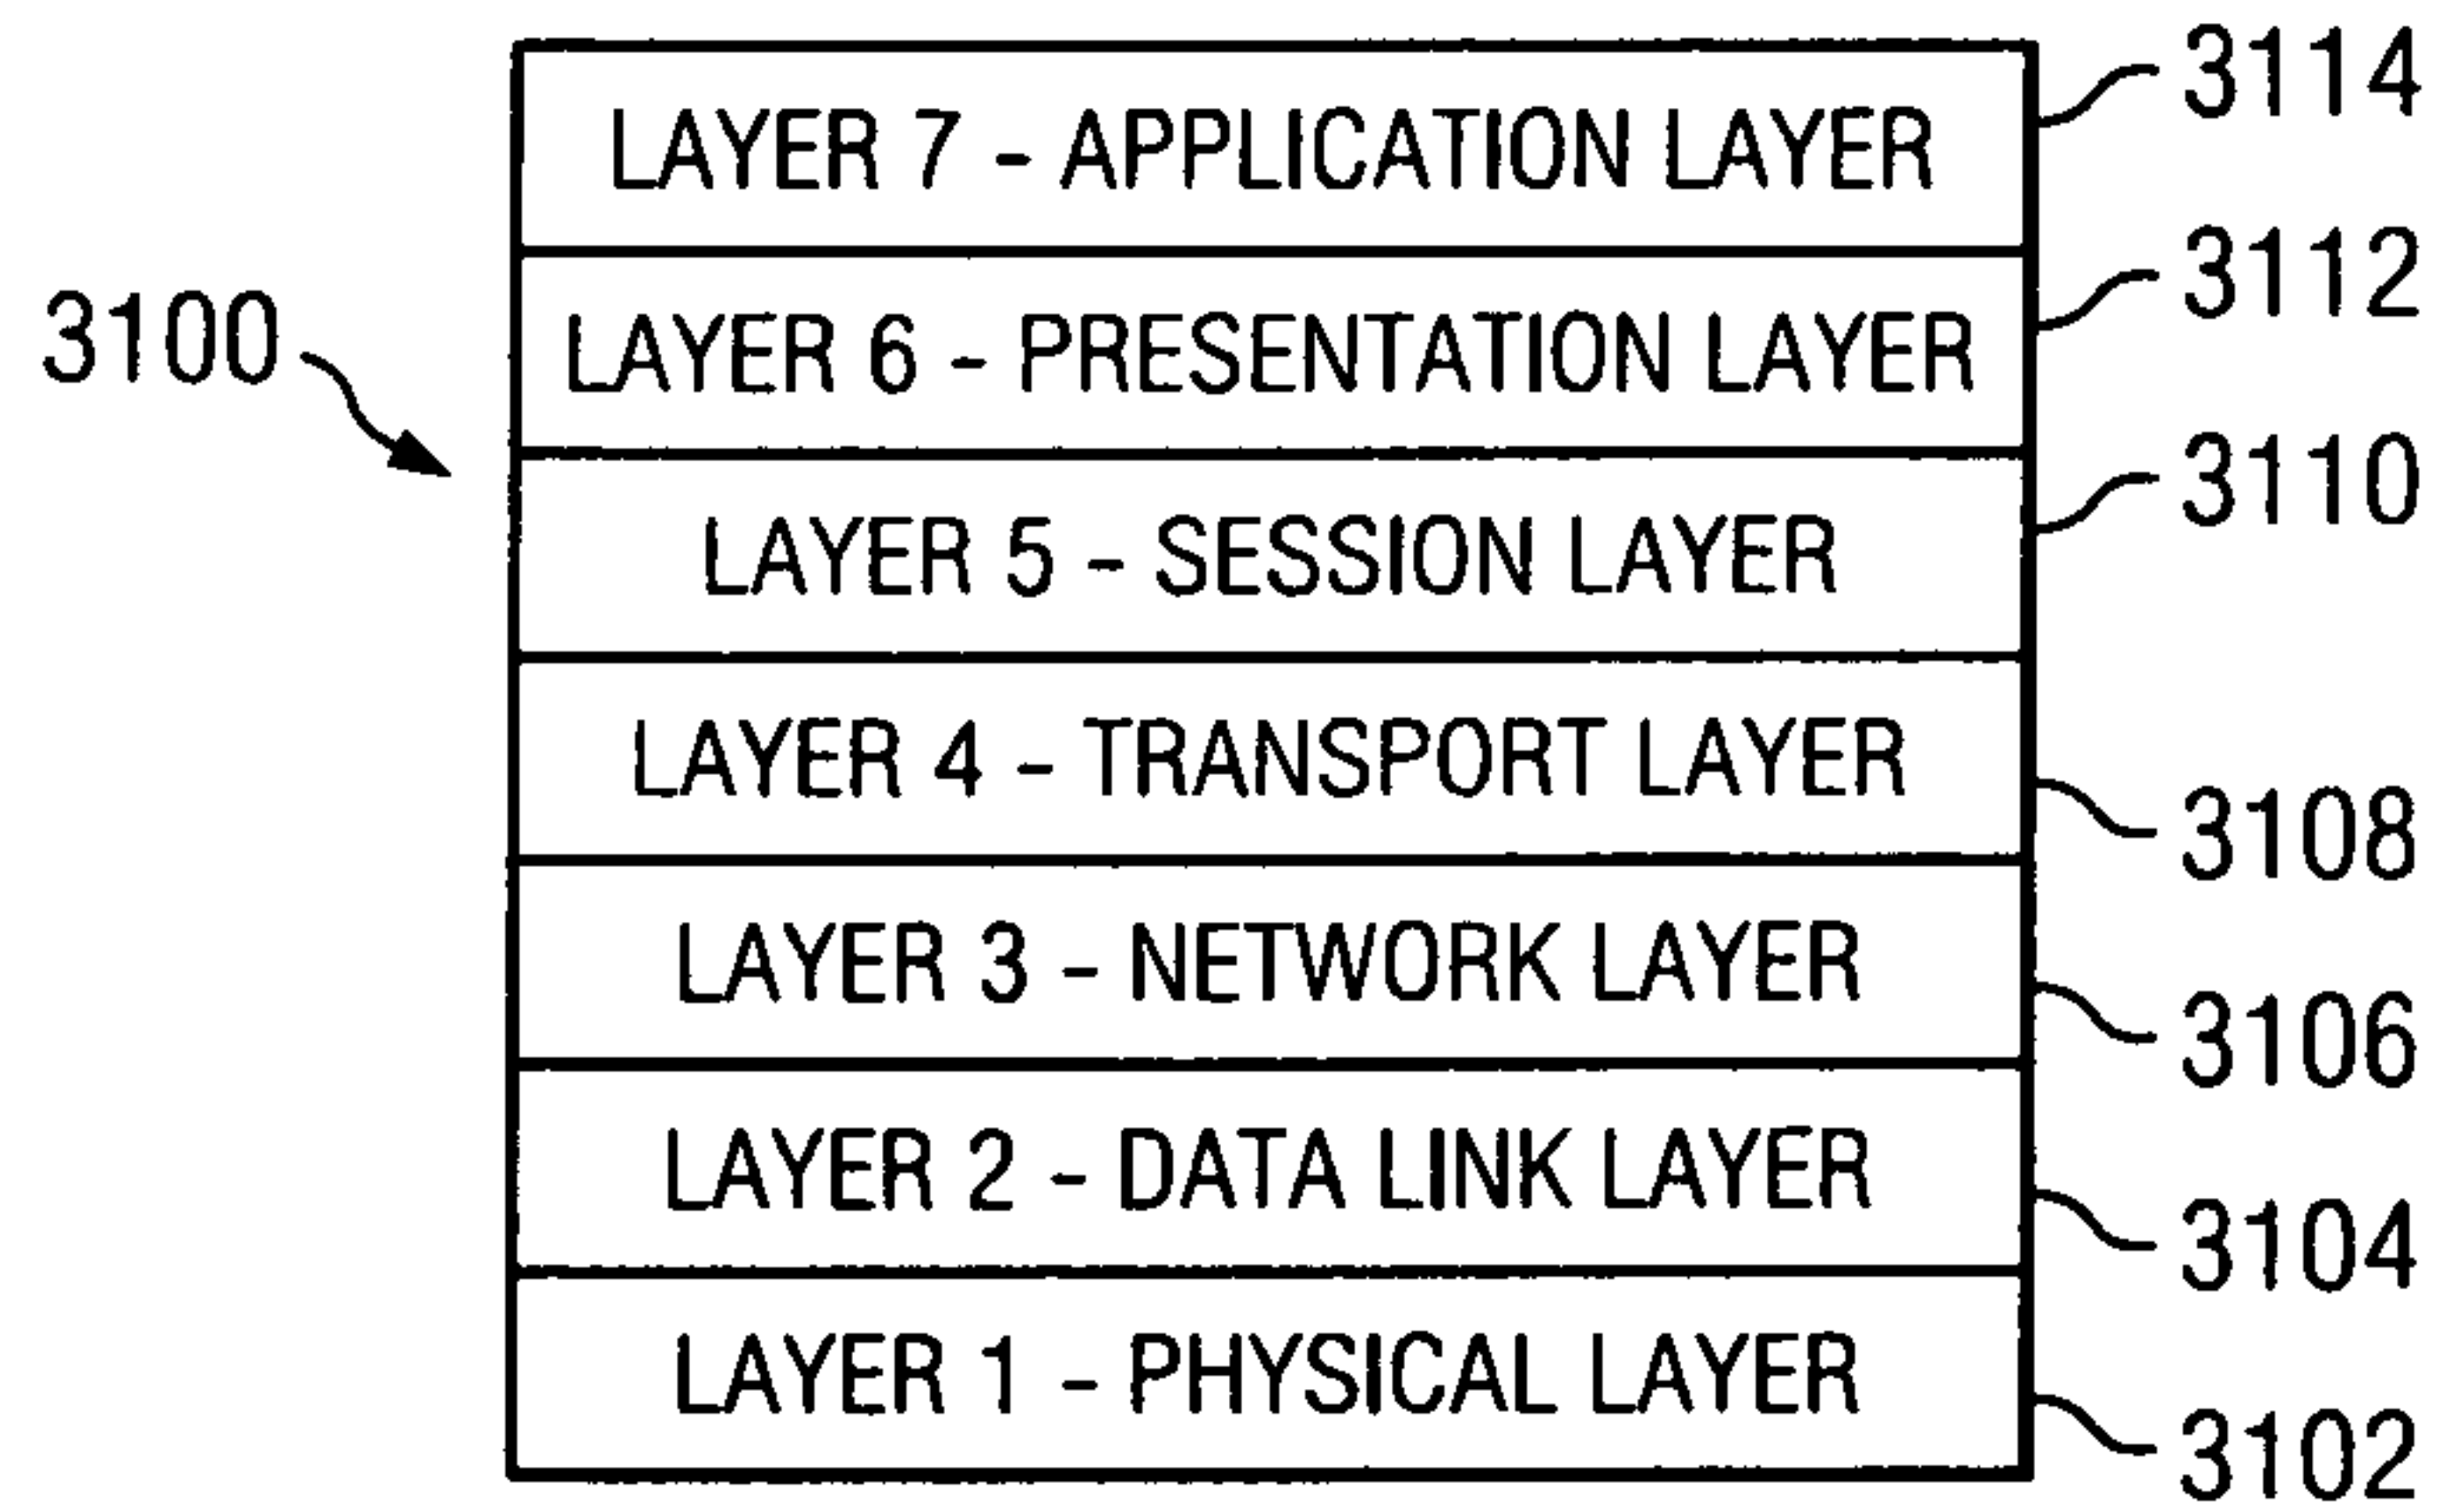 3114
LAYER 7 - APPLICATION LAYER
3112
LAYER 6 - PRESENTATION LAYER
3100
3110
LAYER 5 - SESSION LAYER
LAYER 4 - TRANSPORT LAYER
3108
LAYER 3 - NETWORK LAYER
3106
LAYER 2 - DATA LINK LAYER
3104
LAYER 1 - PHYSICAL LAYER
3102